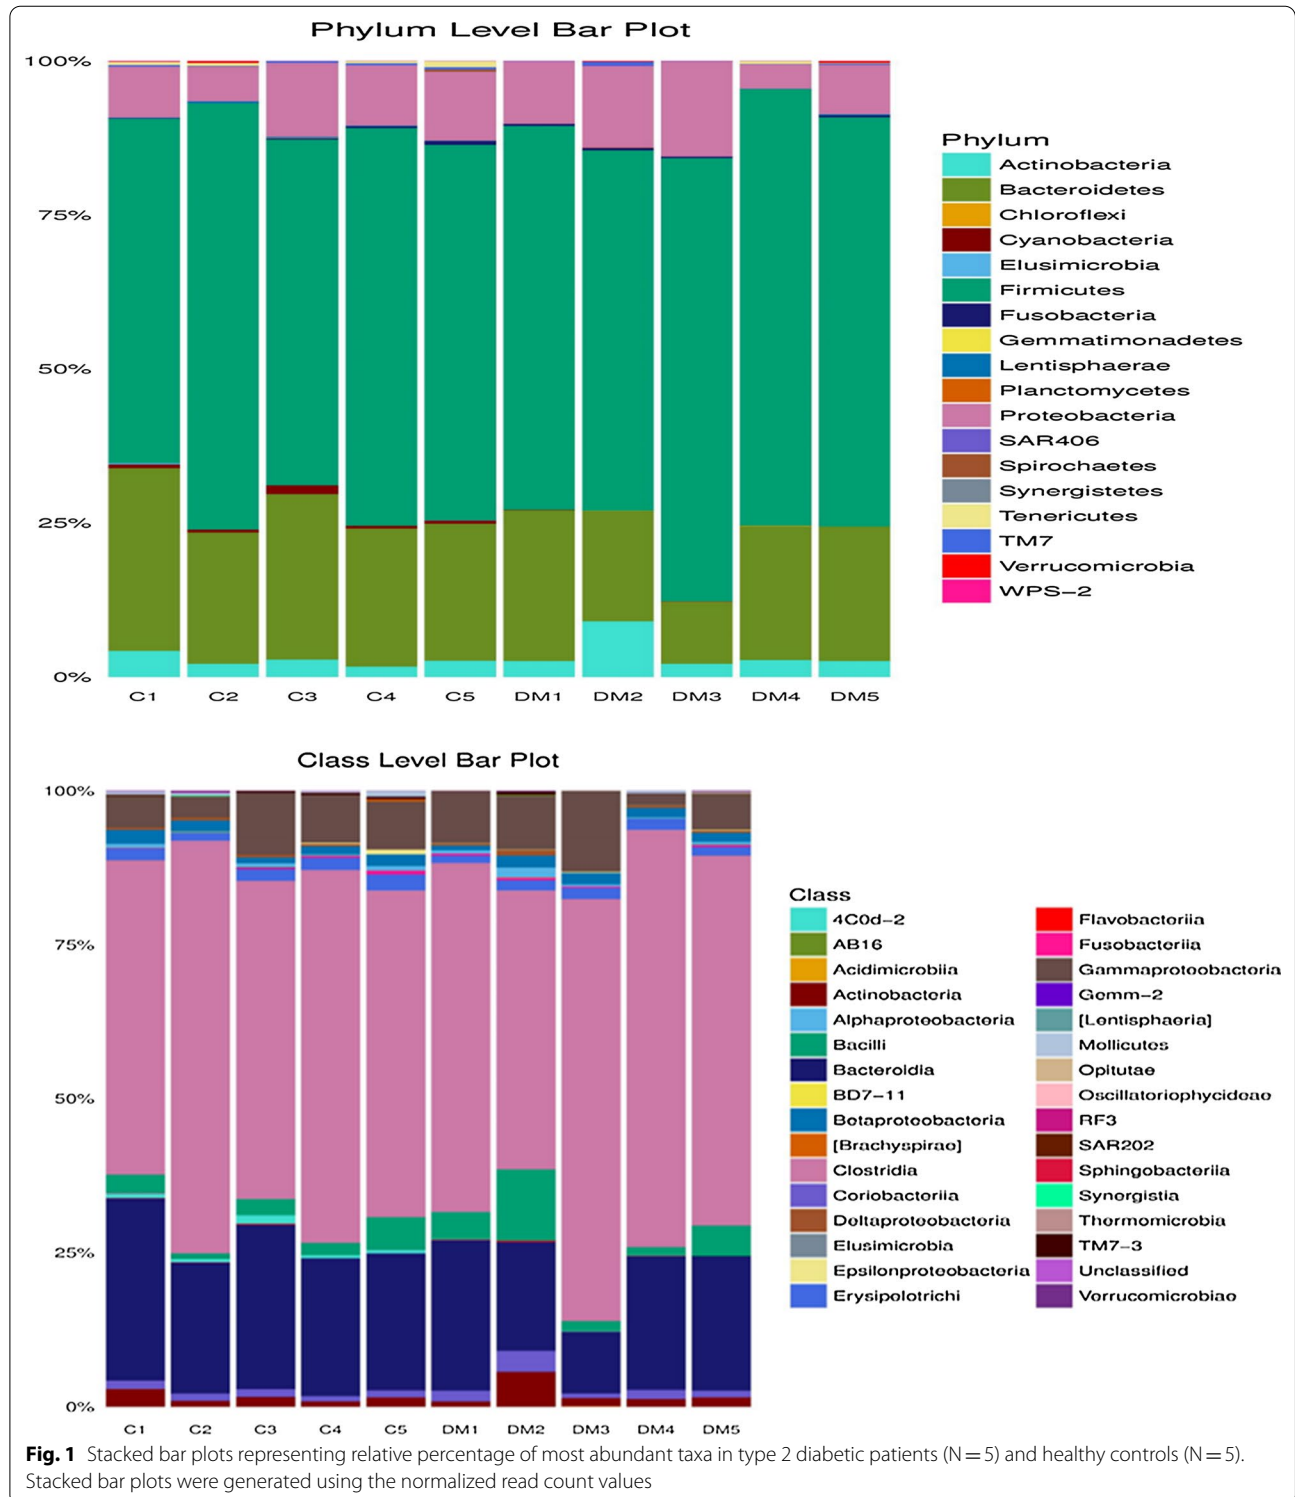 Phylum Level Bar Plot
100%
75%
50%
25%
0%
C1 C2 C3 C4 C5 DM1 DM2 DM3 DM4 DM5
Phylum
Actinobacteria
Bacteroidetes
Chloroflexi
Cyanobacteria
Elusimicrobia
Firmicutes
Fusobacteria
Gemmatimonadetes
Lentisphaerae
Planctomycetes
Proteobacteria
SAR406
Spirochaetes
Synergistetes
Tenericutes
TM7
Verrucomicrobia
WPS-2
Class Level Bar Plot
100%
75%
50%
25%
0%
C1 C2 C3 C4 C5 DM1 DM2 DM3 DM4 DM5
Class
4C0d-2
AB16
Acidimicrobiia
Actinobacteria
Alphaproteobacteria
Bacilli
Bacteroidia
BD7-11
Betaproteobacteria
[Brachyspirae]
Clostridia
Coriobacteriia
Deltaproteobacteria
Elusimicrobia
Epsilonproteobacteria
Erysipelotrichi
Flavobacteriia
Fusobacteriia
Gammaproteobacteria
Gemm-2
[Lentisphaeria]
Mollicutes
Opitutae
Oscillatoriophycideae
RF3
SAR202
Sphingobacteriia
Synergistia
Thermomicrobia
TM7-3
Unclassified
Verrucomicrobiae
Fig. 1 Stacked bar plots representing relative percentage of most abundant taxa in type 2 diabetic patients (N = 5) and healthy controls (N = 5).
Stacked bar plots were generated using the normalized read count values